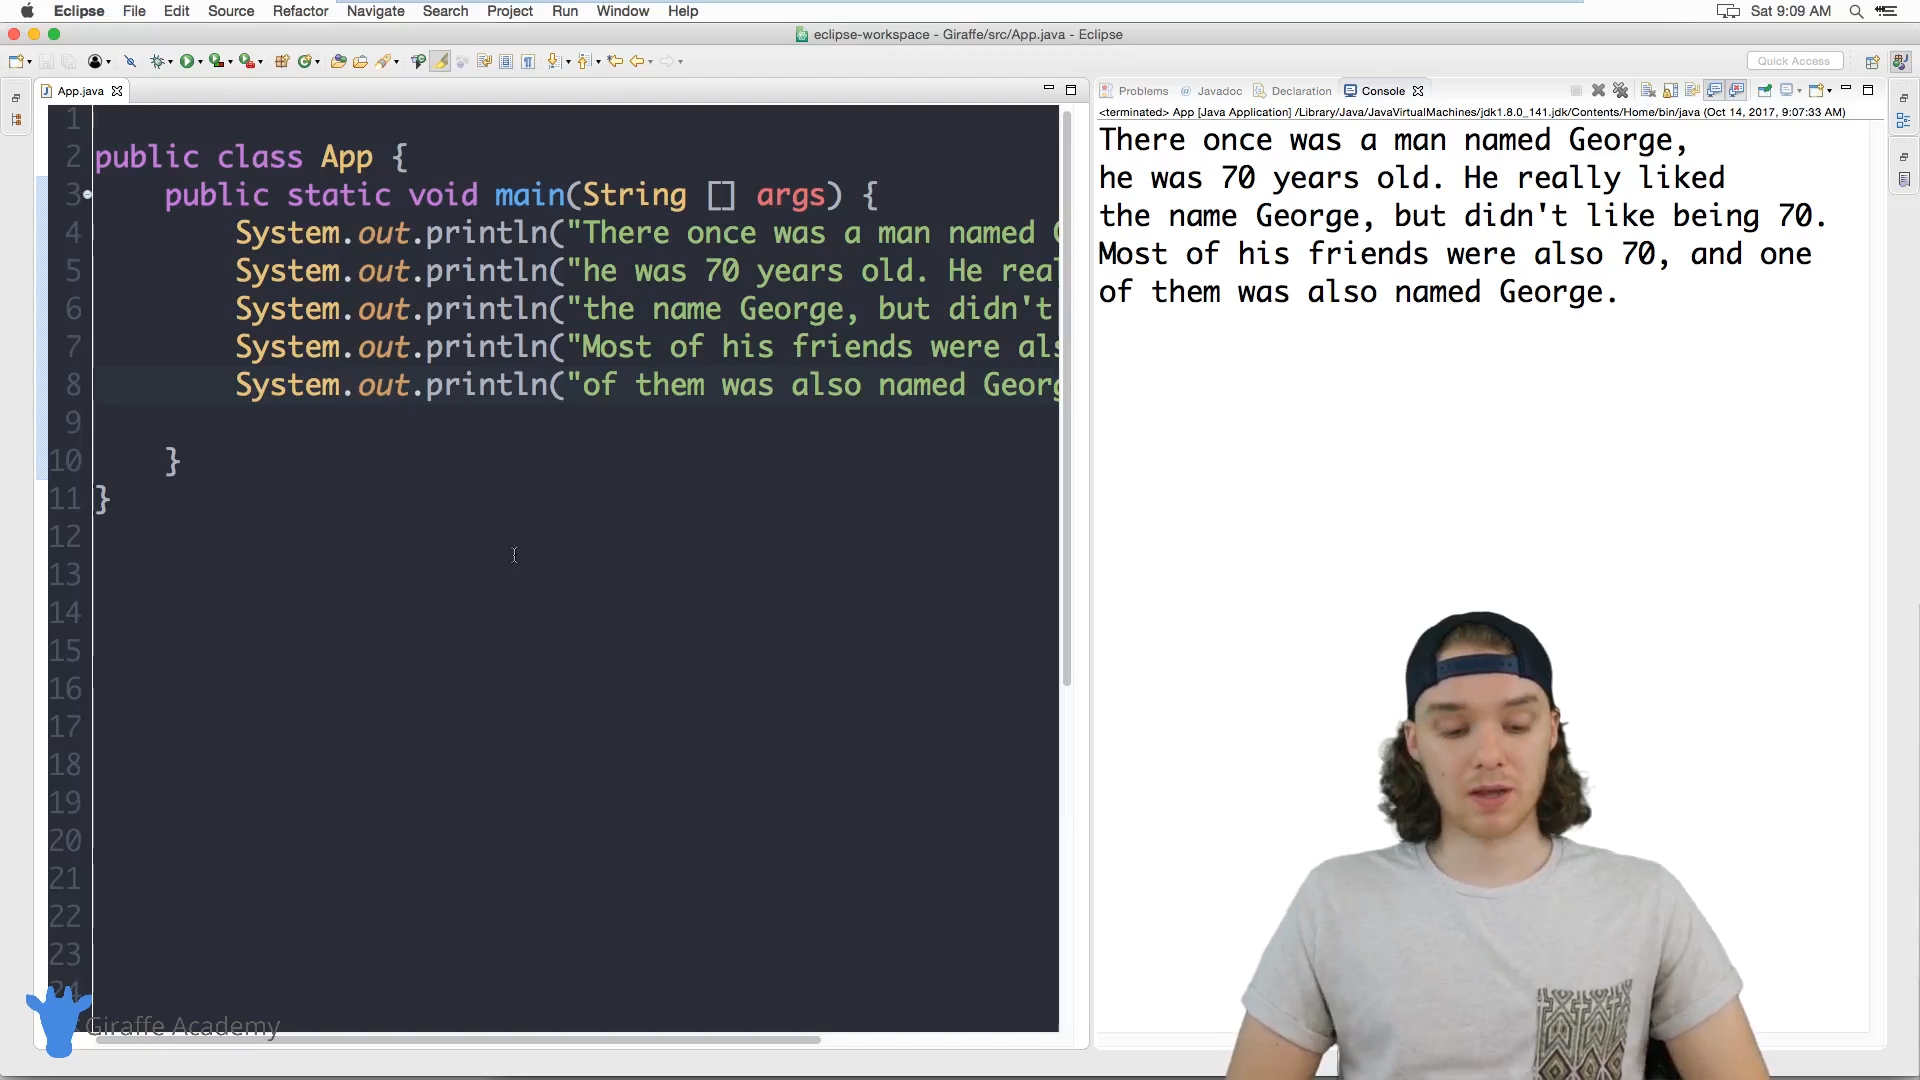 Eclipse File Edit Source Refactor Navigate Search Project Run Window Help Sat 9:09 AM
eclipse-workspace - Giraffe/src/App.java - Eclipse
Quick Access
App.java
1
2 public class App {
3 public static void main(String [] args) {
4 System.out.println("There once was a man named
5 System.out.println("he was 70 years old. He real
6 System.out.println("the name George, but didn't
7 System.out.println("Most of his friends were als
8 System.out.println("of them was also named Georg
9
10 }
11 }
12
13
14
15
16
17
18
19
20
21
22
23
24
Giraffe Academy
Problems @ Javadoc Declaration Console
<terminated> App [Java Application] /Library/Java/JavaVirtualMachines/jdk1.8.0_141.jdk/Contents/Home/bin/java (Oct 14, 2017, 9:07:33 AM)
There once was a man named George,
he was 70 years old. He really liked
the name George, but didn't like being 70.
Most of his friends were also 70, and one
of them was also named George.